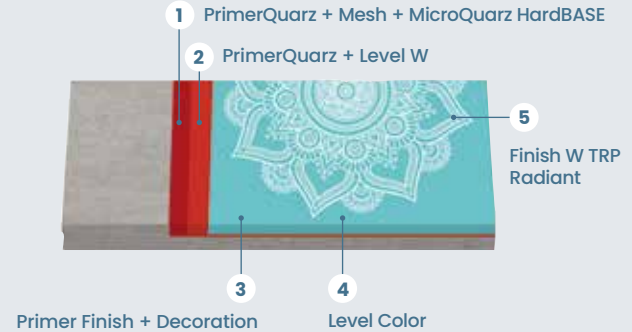 1 PrimerQuarz + Mesh + MicroQuarz HardBASE
2 PrimerQuarz + Level W
5
Finish W TRP
Radiant
3
Primer Finish + Decoration
4
Level Color